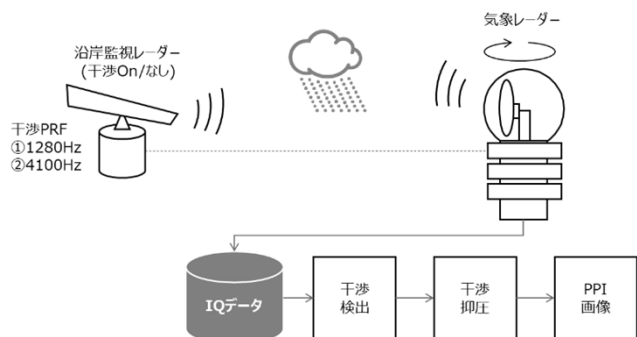 気象レーダー
沿岸監視レーダー
(干渉On/なし)
干渉PRF
①1280Hz
②4100Hz
IQデータ
干渉
検出
干渉
抑圧
PPI
画像